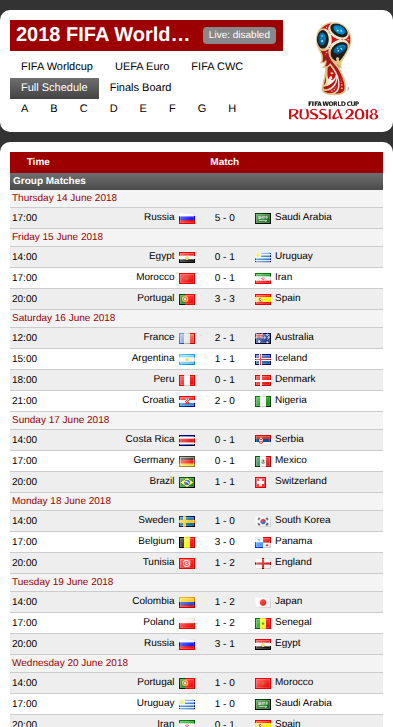 2018 FIFA World... Live: disabled
FIFA Worldcup UEFA Euro FIFA CWC
Full Schedule Finals Board
A B C D E F G H
FIFA WORLD CUP
RUSSIA 2018
Time Match
Group Matches
Thursday 14 June 2018
17:00 Russia 5 - 0 Saudi Arabia
Friday 15 June 2018
14:00 Egypt 0 - 1 Uruguay
17:00 Morocco 0 - 1 Iran
20:00 Portugal 3 - 3 Spain
Saturday 16 June 2018
12:00 France 2 - 1 Australia
15:00 Argentina 1 - 1 Iceland
18:00 Peru 0 - 1 Denmark
21:00 Croatia 2 - 0 Nigeria
Sunday 17 June 2018
14:00 Costa Rica 0 - 1 Serbia
17:00 Germany 0 - 1 Mexico
20:00 Brazil 1 - 1 Switzerland
Monday 18 June 2018
14:00 Sweden 1 - 0 South Korea
17:00 Belgium 3 - 0 Panama
20:00 Tunisia 1 - 2 England
Tuesday 19 June 2018
14:00 Colombia 1 - 2 Japan
17:00 Poland 1 - 2 Senegal
20:00 Russia 3 - 1 Egypt
Wednesday 20 June 2018
14:00 Portugal 1 - 0 Morocco
17:00 Uruguay 1 - 0 Saudi Arabia
20:00 Iran 0 - 1 Spain